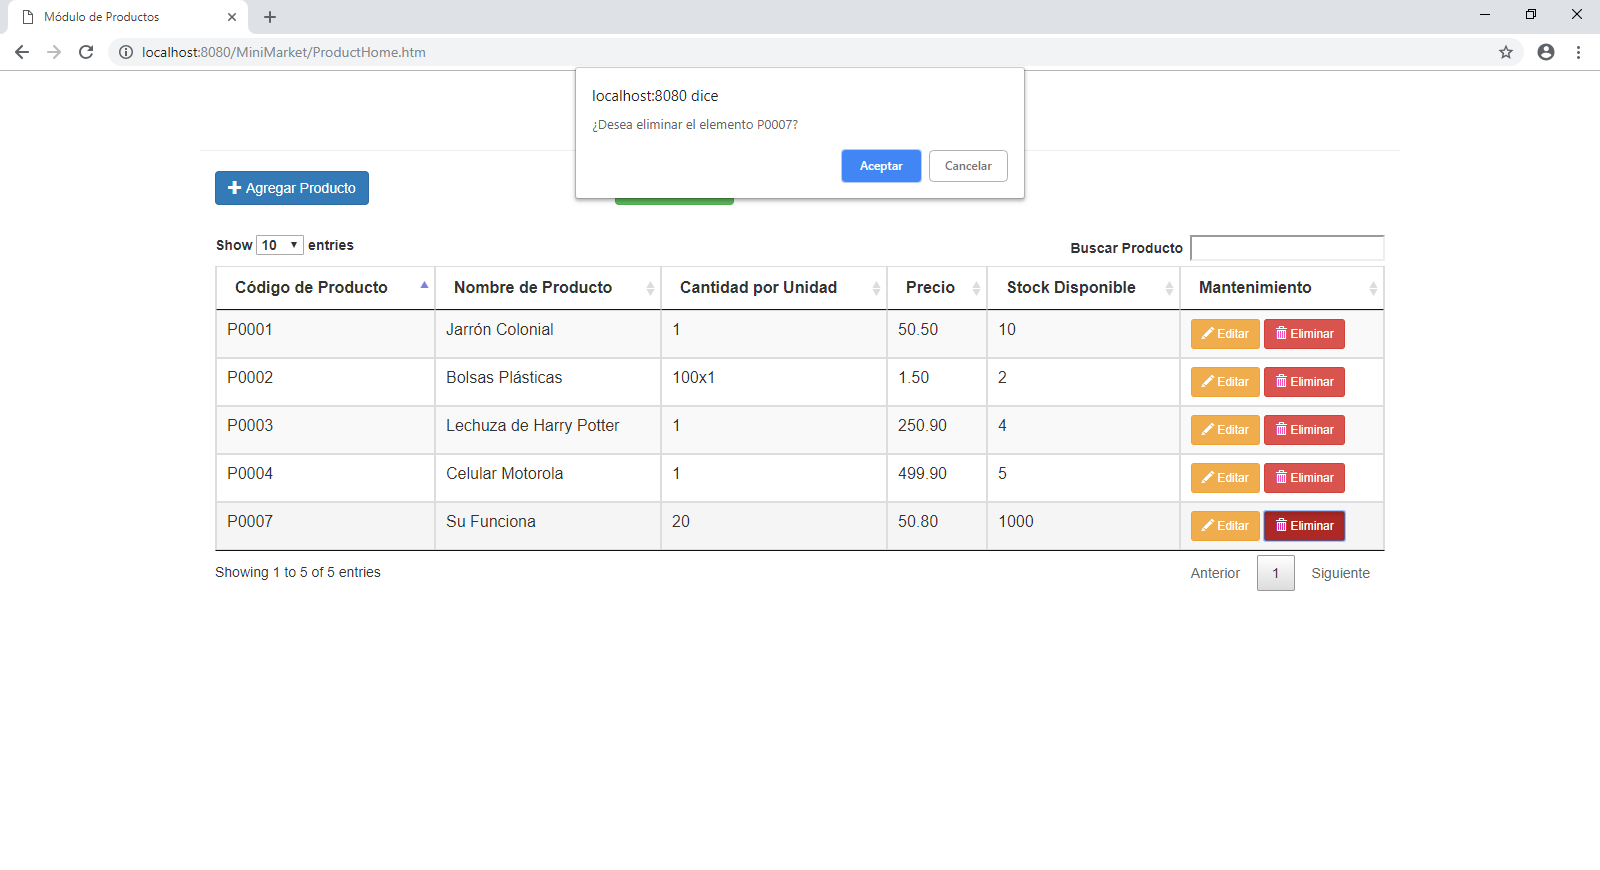 Módulo de Productos
localhost:8080/MiniMarket/ProductHome.htm
localhost:8080 dice
¿Desea eliminar el elemento P0007?
Aceptar Cancelar
Agregar Producto
Show 10 entries
Buscar Producto
Código de Producto Nombre de Producto Cantidad por Unidad Precio Stock Disponible Mantenimiento
P0001 Jarrón Colonial 1 50.50 10 Editar Eliminar
P0002 Bolsas Plásticas 100x1 1.50 2 Editar Eliminar
P0003 Lechuza de Harry Potter 1 250.90 4 Editar Eliminar
P0004 Celular Motorola 1 499.90 5 Editar Eliminar
P0007 Su Funciona 20 50.80 1000 Editar Eliminar
Showing 1 to 5 of 5 entries
Anterior 1 Siguiente